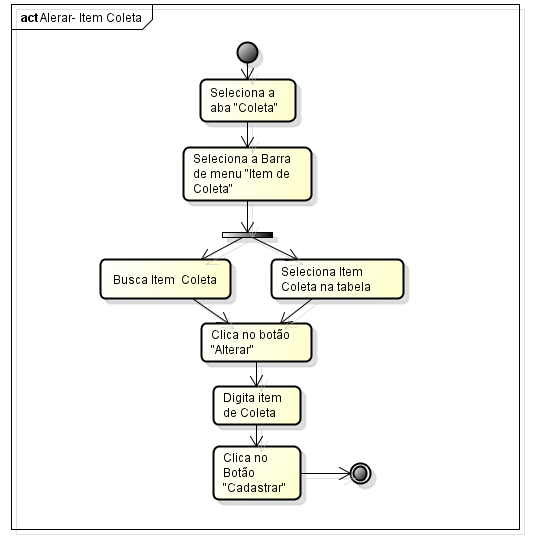 act Alerar- Item Coleta
Seleciona a
aba "Coleta"
Seleciona a Barra
de menu "Item de
Coleta"
Busca Item  Coleta
Seleciona Item
Coleta na tabela
Clica no botão
"Alterar"
Digita item
de Coleta
Clica no
Botão
"Cadastrar"